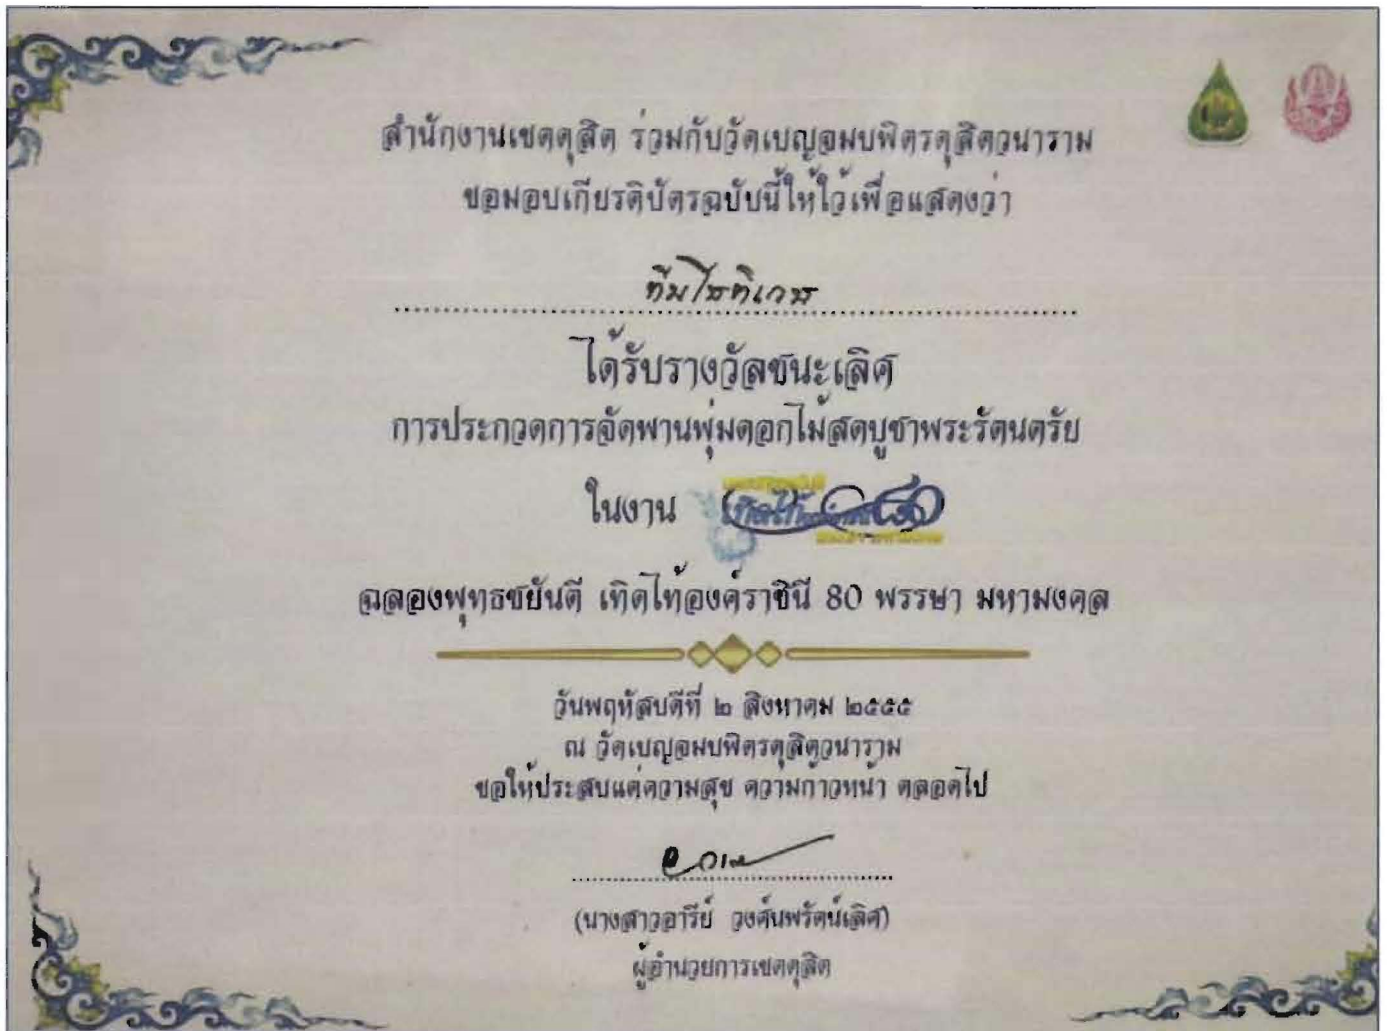 สำนักงานเขตดุสิต ร่วมกับวัดเบญจมบพิตรดุสิตวนาราม
ขอมอบเกียรติบัตรฉบับนี้ให้ไว้เพื่อแสดงว่า
ทีมโชติเวช
ได้รับรางวัลชนะเลิศ
การประกวดการจัดพานพุ่มดอกไม้สดบูชาพระรัตนตรัย
ในงาน
ฉลองพุทธชยันตี เทิดไท้องค์ราชินี 80 พรรษา มหามงคล
วันพฤหัสบดีที่ ๒ สิงหาคม ๒๕๕๕
ณ วัดเบญจมบพิตรดุสิตวนาราม
ขอให้ประสบแต่ความสุข ความก้าวหน้า ตลอดไป
(นางสาวอารีย์ วงศ์นพรัตน์เลิศ)
ผู้อำนวยการเขตดุสิต